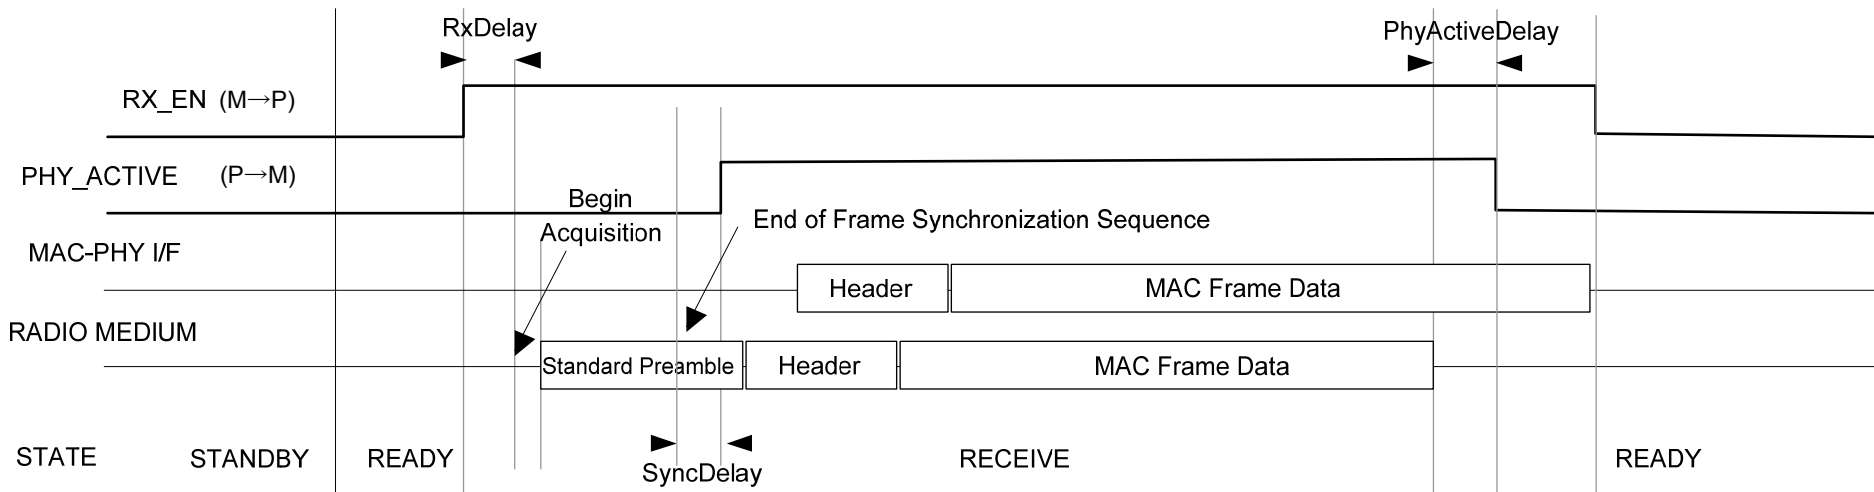 RxDelay
PhyActiveDelay
RX_EN (M→P)
PHY_ACTIVE (P→M)
Begin
Acquisition
End of Frame Synchronization Sequence
MAC-PHY I/F
Header
MAC Frame Data
RADIO MEDIUM
Standard Preamble
Header
MAC Frame Data
STATE
STANDBY
READY
SyncDelay
RECEIVE
READY